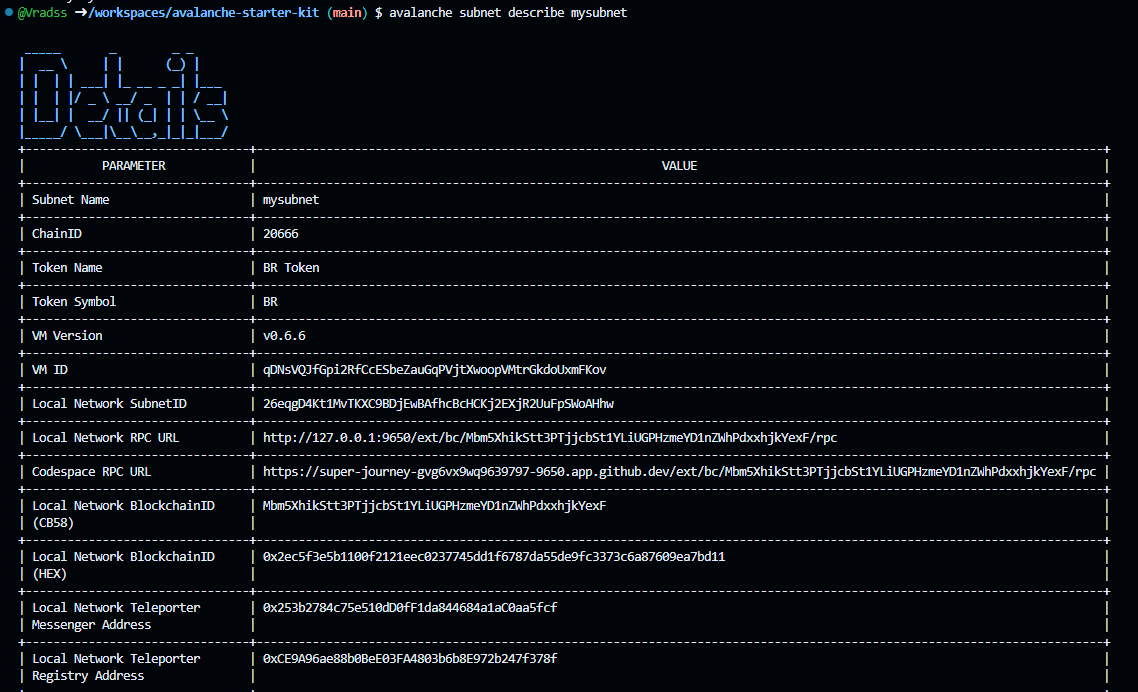 @Vradss ➜/workspaces/avalanche-starter-kit (main) $ avalanche subnet describe mysubnet
Details
PARAMETER VALUE
Subnet Name mysubnet
ChainID 20666
Token Name BR Token
Token Symbol BR
VM Version v0.6.6
VM ID qDNsVQJfGpi2RfCcESbeZauGqPVjtXwoopVMtrGkdoUxmFKov
Local Network SubnetID 26eqgD4Kt1MvTKXC9BDjEwBAfhcBcHCKj2EXjR2UuFpSWoAHhw
Local Network RPC URL http://127.0.0.1:9650/ext/bc/Mbm5XhikStt3PTjjcbSt1YLiUGPHzmeYD1nZWhPdxxhjkYexF/rpc
Codespace RPC URL https://super-journey-gvg6vx9wq9639797-9650.app.github.dev/ext/bc/Mbm5XhikStt3PTjjcbSt1YLiUGPHzmeYD1nZWhPdxxhjkYexF/rpc
Local Network BlockchainID Mbm5XhikStt3PTjjcbSt1YLiUGPHzmeYD1nZWhPdxxhjkYexF
(CB58)
Local Network BlockchainID 0x2ec5f3e5b1100f2121eec0237745dd1f6787da55de9fc3373c6a87609ea7bd11
(HEX)
Local Network Teleporter 0x253b2784c75e510dD0fF1da844684a1aC0aa5fcf
Messenger Address
Local Network Teleporter 0xCE9A96ae88b0BeE03FA4803b6b8E972b247f378f
Registry Address